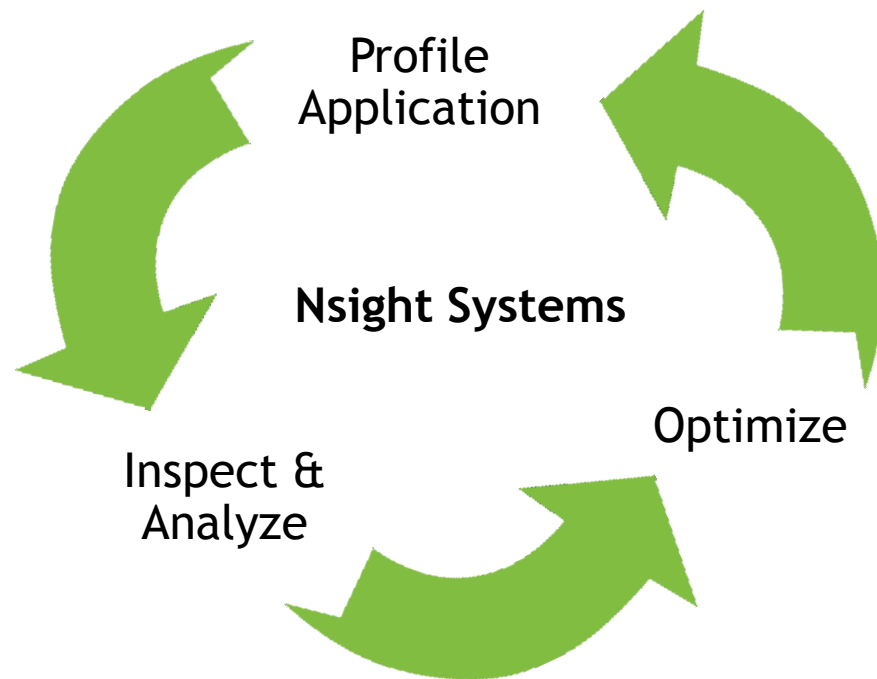 Profile
Application
Nsight Systems
Optimize
Inspect &
Analyze